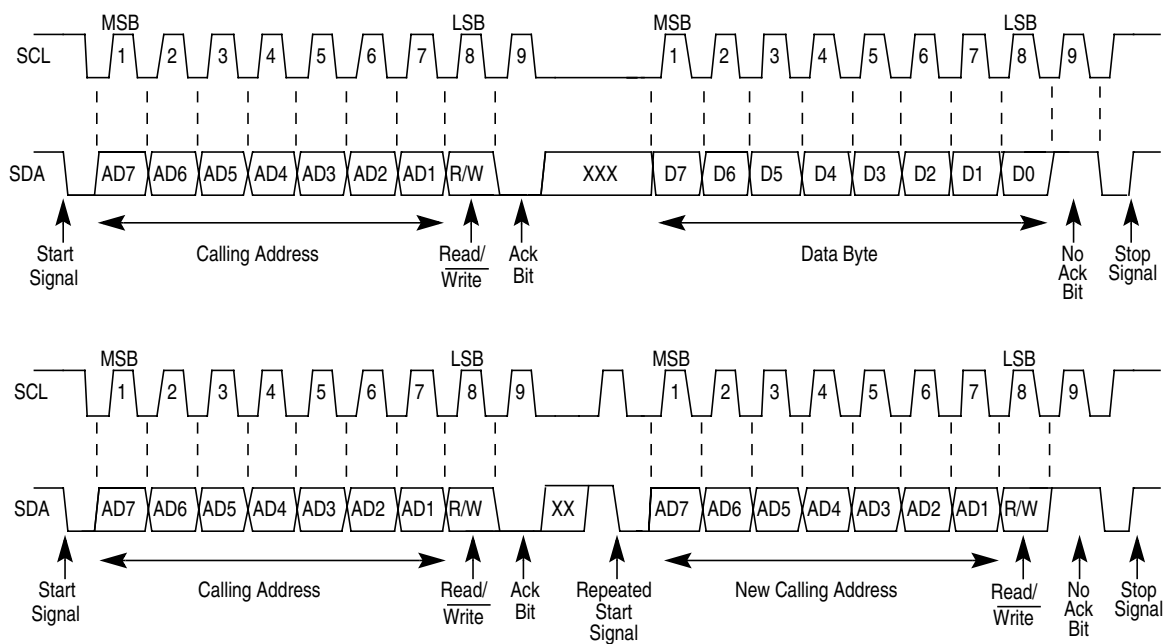 MSB LSB MSB LSB
SCL 1 2 3 4 5 6 7 8 9 1 2 3 4 5 6 7 8 9
SDA AD7 AD6 AD5 AD4 AD3 AD2 AD1 R/W XXX D7 D6 D5 D4 D3 D2 D1 D0
Start Calling Address Read/ Ack Data Byte No Stop
Signal Write Bit Ack Signal
Bit
MSB LSB MSB LSB
SCL 1 2 3 4 5 6 7 8 9 1 2 3 4 5 6 7 8 9
SDA AD7 AD6 AD5 AD4 AD3 AD2 AD1 R/W XX AD7 AD6 AD5 AD4 AD3 AD2 AD1 R/W
Start Calling Address Read/ Ack Repeated New Calling Address Read/ No Stop
Signal Write Bit Start Write Ack Signal
Signal Bit